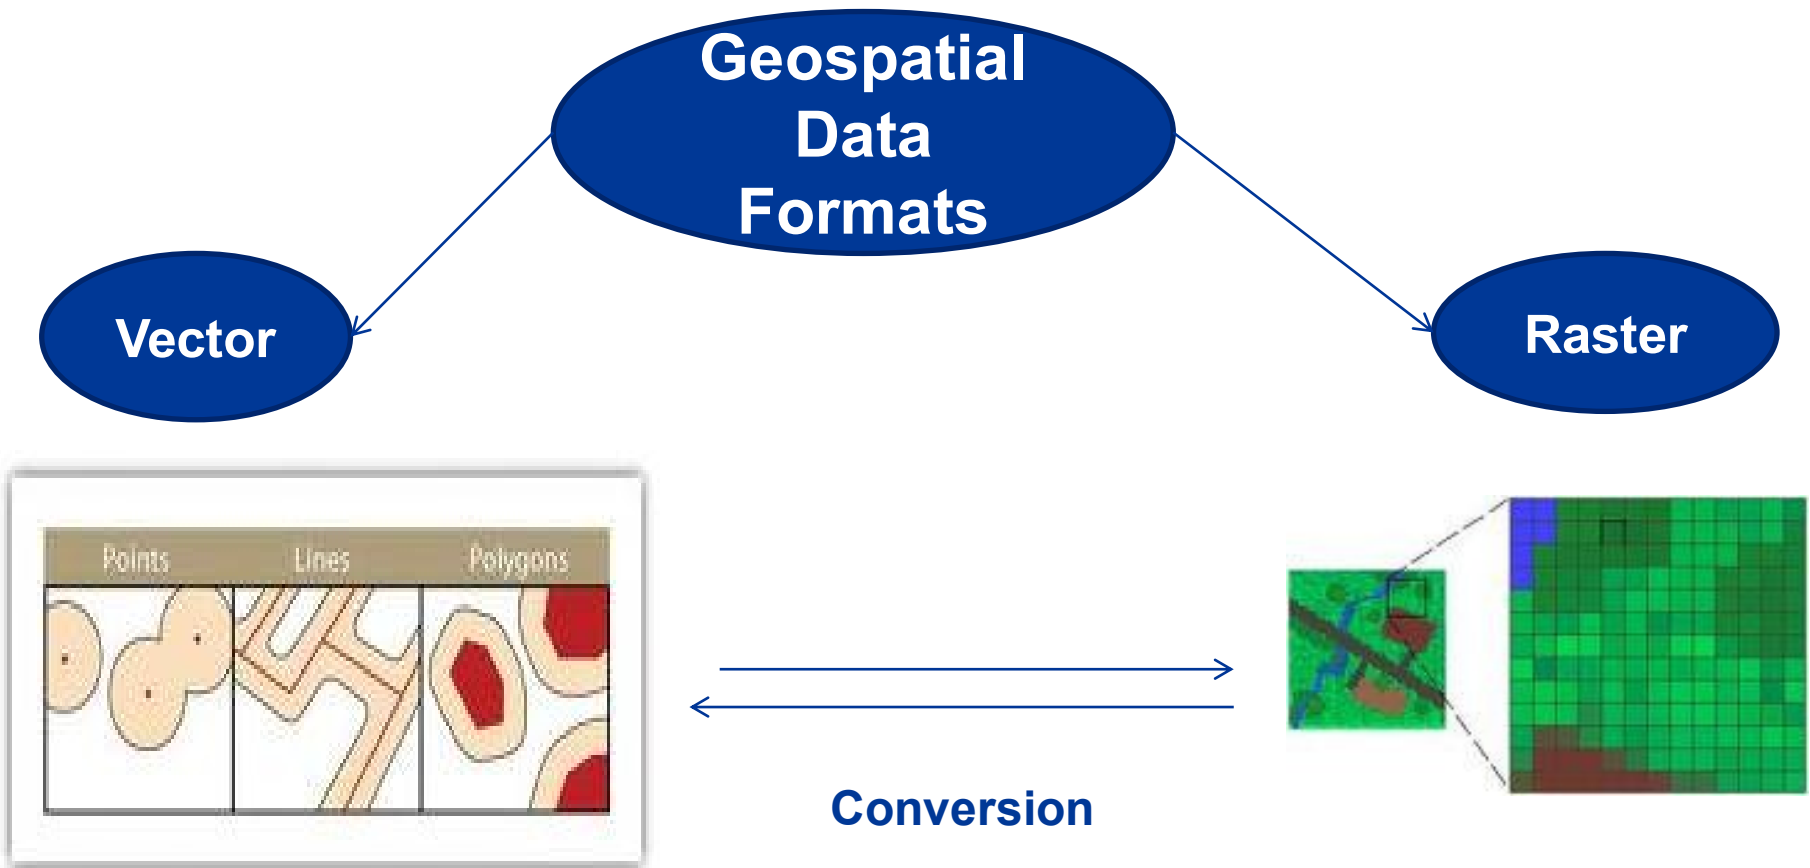 Geospatial
Data
Formats
Vector
Raster
Points Lines Polygons
Conversion